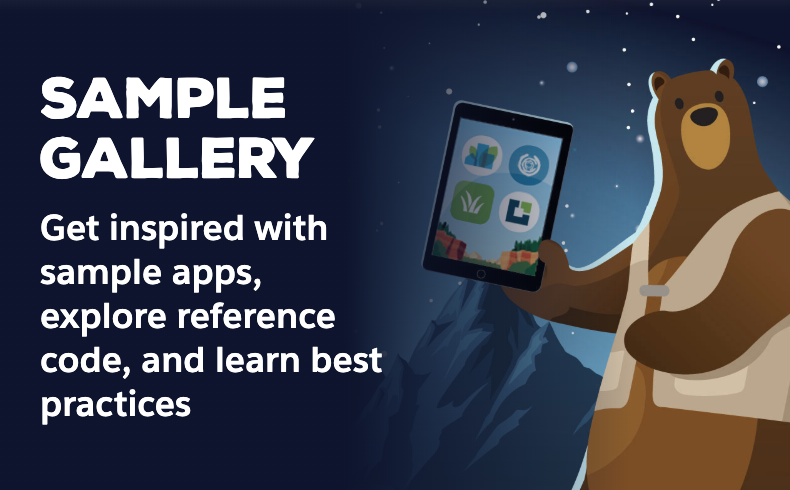 SAMPLE
GALLERY
Get inspired with
sample apps,
explore reference
code, and learn best
practices